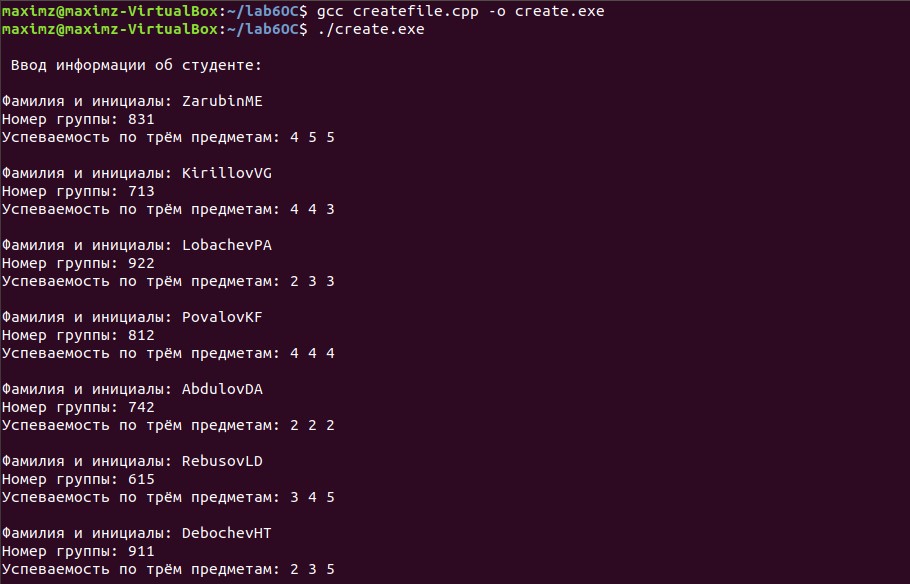 maximz@maximz-VirtualBox:~/lab6OC$ gcc createfile.cpp -o create.exe
maximz@maximz-VirtualBox:~/lab6OC$ ./create.exe
Ввод информации об студенте:
Фамилия и инициалы: ZarubinME
Номер группы: 831
Успеваемость по трём предметам: 4 5 5
Фамилия и инициалы: KirillovVG
Номер группы: 713
Успеваемость по трём предметам: 4 4 3
Фамилия и инициалы: LobachevPA
Номер группы: 922
Успеваемость по трём предметам: 2 3 3
Фамилия и инициалы: PovalovKF
Номер группы: 812
Успеваемость по трём предметам: 4 4 4
Фамилия и инициалы: AbdulovDA
Номер группы: 742
Успеваемость по трём предметам: 2 2 2
Фамилия и инициалы: RebusovLD
Номер группы: 615
Успеваемость по трём предметам: 3 4 5
Фамилия и инициалы: DebochevHT
Номер группы: 911
Успеваемость по трём предметам: 2 3 5